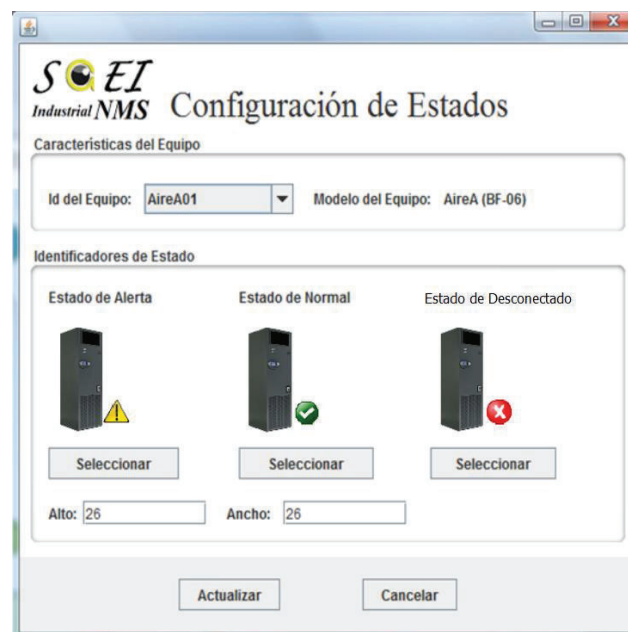 SGEI
Industrial NMS
Configuración de Estados
Caracteristicas del Equipo
Id del Equipo: AireA01 Modelo del Equipo: AireA (BF-06)
Identificadores de Estado
Estado de Alerta Estado de Normal Estado de Desconectado
Seleccionar Seleccionar Seleccionar
Alto: 26 Ancho: 26
Actualizar Cancelar